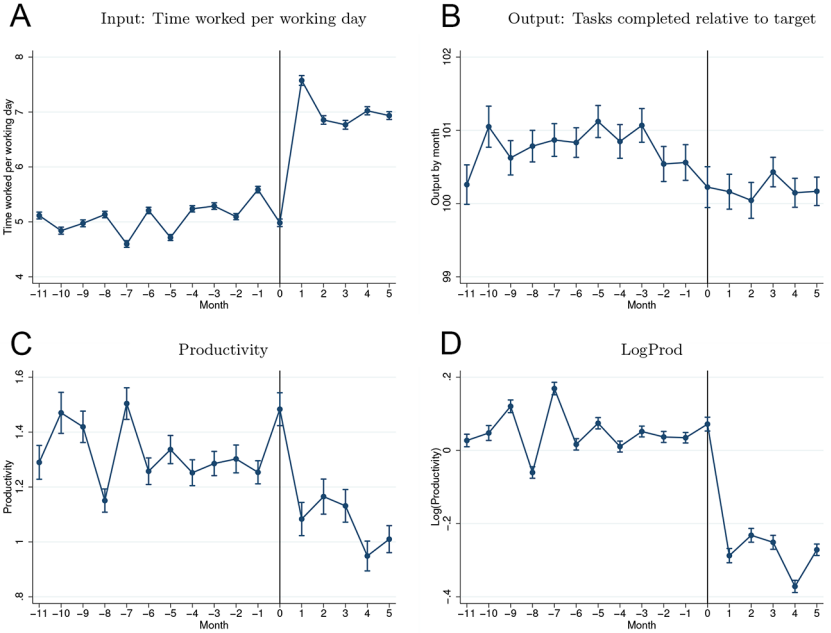 A
Input: Time worked per working day
Time worked per working day
8
7
6
5
4
−11 −10 −9 −8 −7 −6 −5 −4 −3 −2 −1 0 1 2 3 4 5
Month
B
Output: Tasks completed relative to target
Output by month
102
101
100
99
−11 −10 −9 −8 −7 −6 −5 −4 −3 −2 −1 0 1 2 3 4 5
Month
C
Productivity
Productivity
1.6
1.4
1.2
1
.8
−11 −10 −9 −8 −7 −6 −5 −4 −3 −2 −1 0 1 2 3 4 5
Month
D
LogProd
Log(Productivity)
.2
0
−.2
−.4
−11 −10 −9 −8 −7 −6 −5 −4 −3 −2 −1 0 1 2 3 4 5
Month